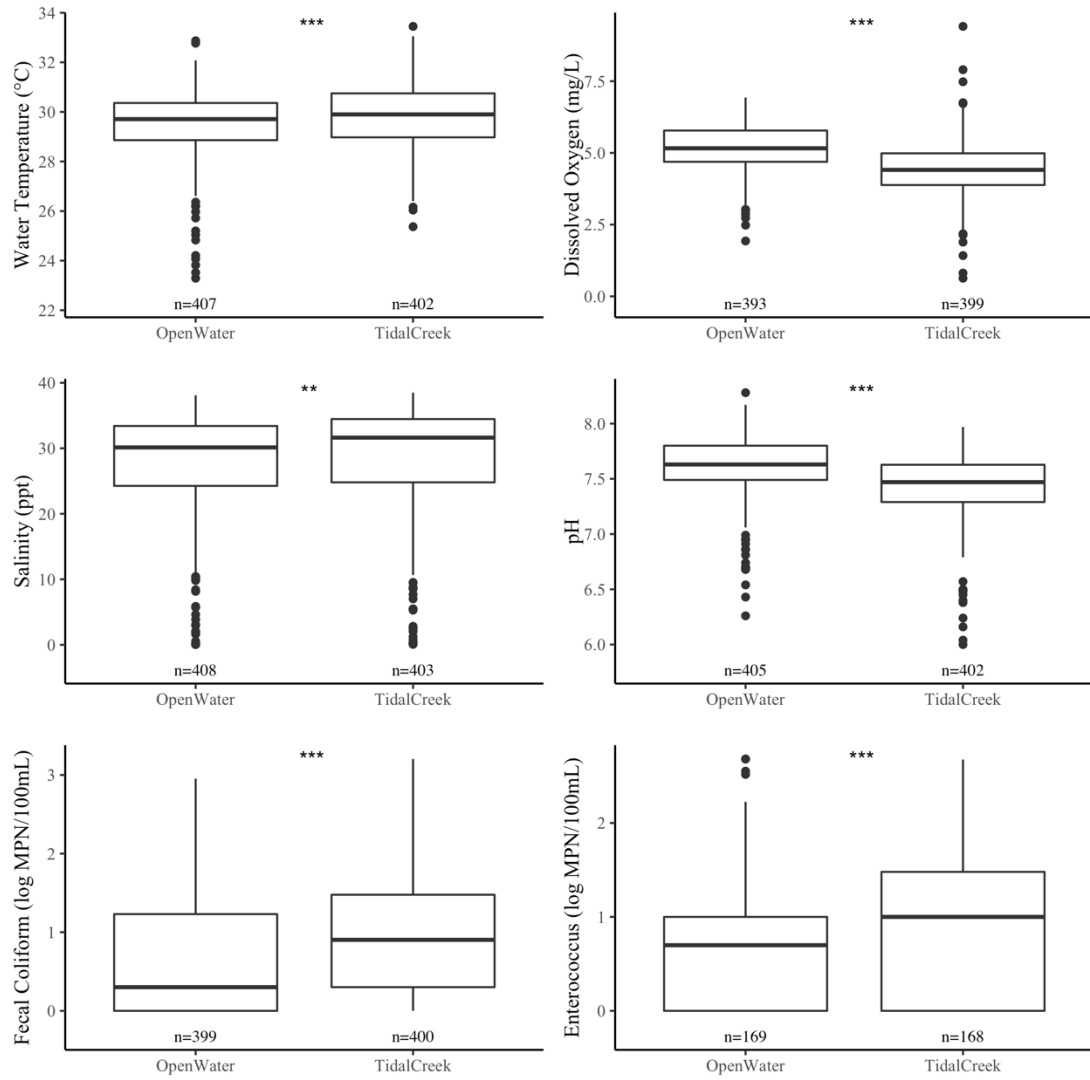 Water Temperature (°C)
34
32
30
28
26
24
22
***
n=407
n=402
OpenWater
TidalCreek
Dissolved Oxygen (mg/L)
7.5
5.0
2.5
0.0
***
n=393
n=399
OpenWater
TidalCreek
Salinity (ppt)
40
30
20
10
0
**
n=408
n=403
OpenWater
TidalCreek
pH
8.0
7.5
7.0
6.5
6.0
***
n=405
n=402
OpenWater
TidalCreek
Fecal Coliform (log MPN/100mL)
3
2
1
0
***
n=399
n=400
OpenWater
TidalCreek
Enterococcus (log MPN/100mL)
2
1
0
***
n=169
n=168
OpenWater
TidalCreek